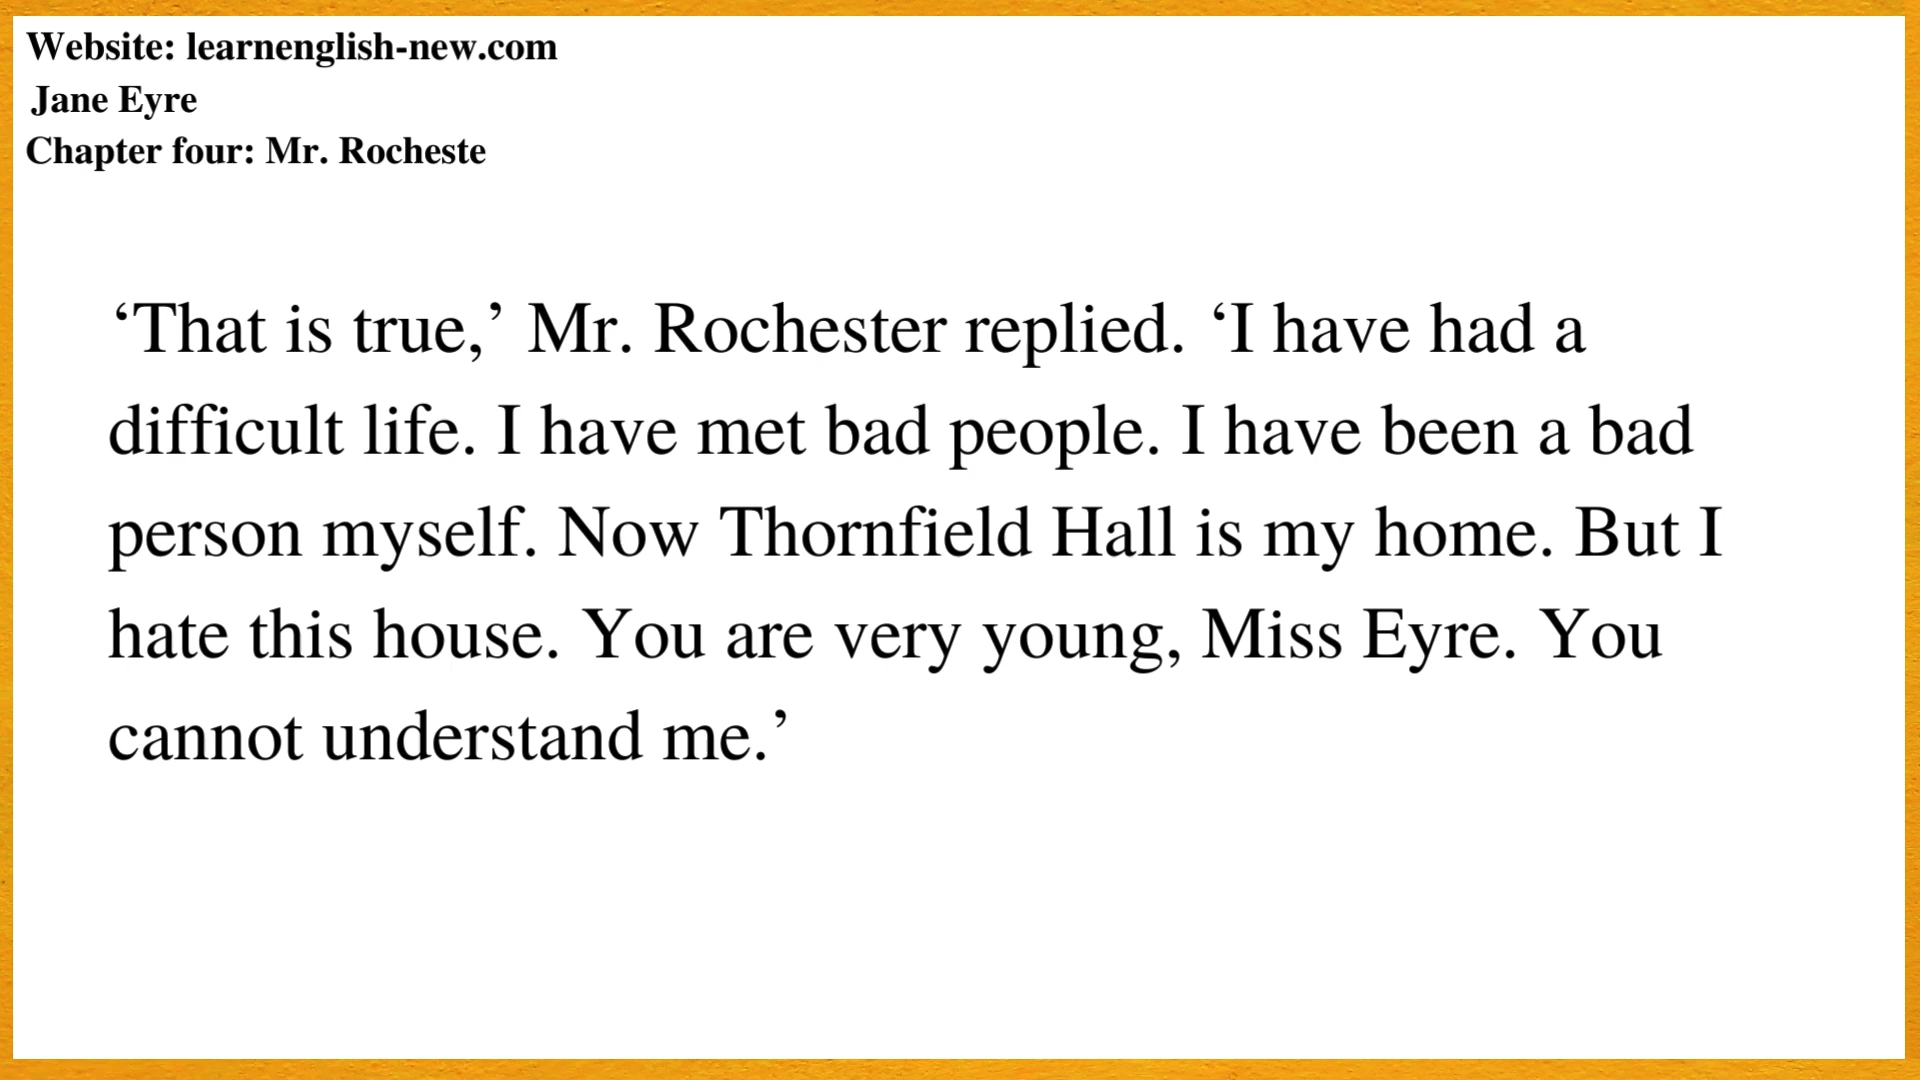 Website: learnenglish-new.com
Jane Eyre
Chapter four: Mr. Rocheste
‘That is true,’ Mr. Rochester replied. ‘I have had a
difficult life. I have met bad people. I have been a bad
person myself. Now Thornfield Hall is my home. But I
hate this house. You are very young, Miss Eyre. You
cannot understand me.’